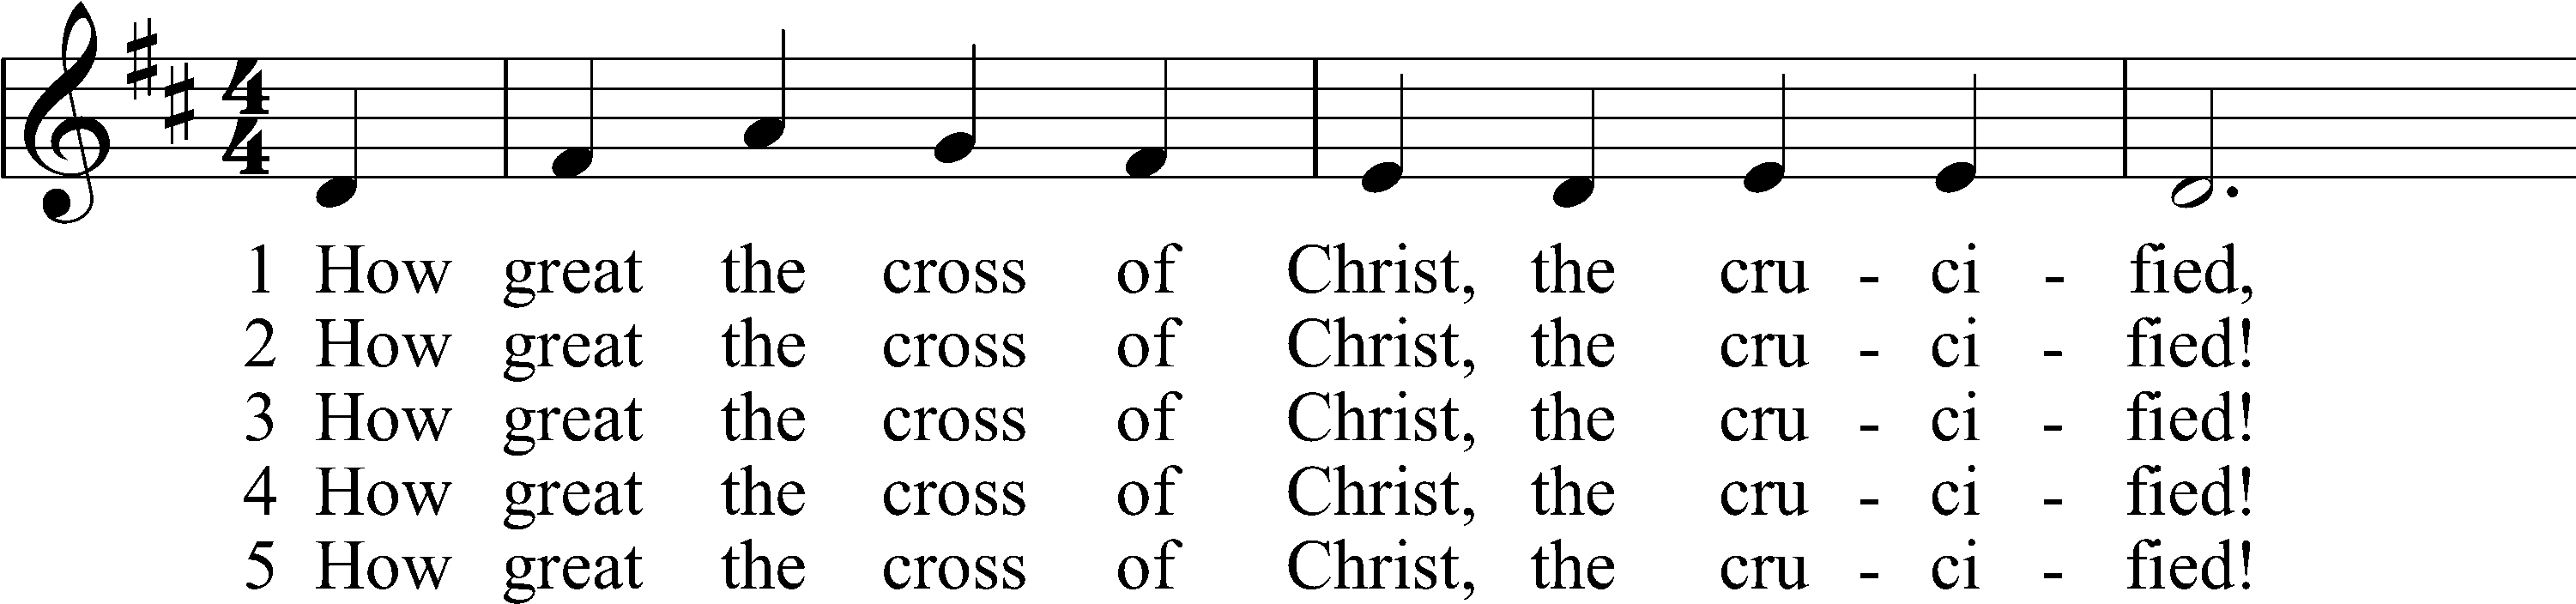 4
4
1 How great the cross of Christ, the cru - ci - fied,
2 How great the cross of Christ, the cru - ci - fied!
3 How great the cross of Christ, the cru - ci - fied!
4 How great the cross of Christ, the cru - ci - fied!
5 How great the cross of Christ, the cru - ci - fied!